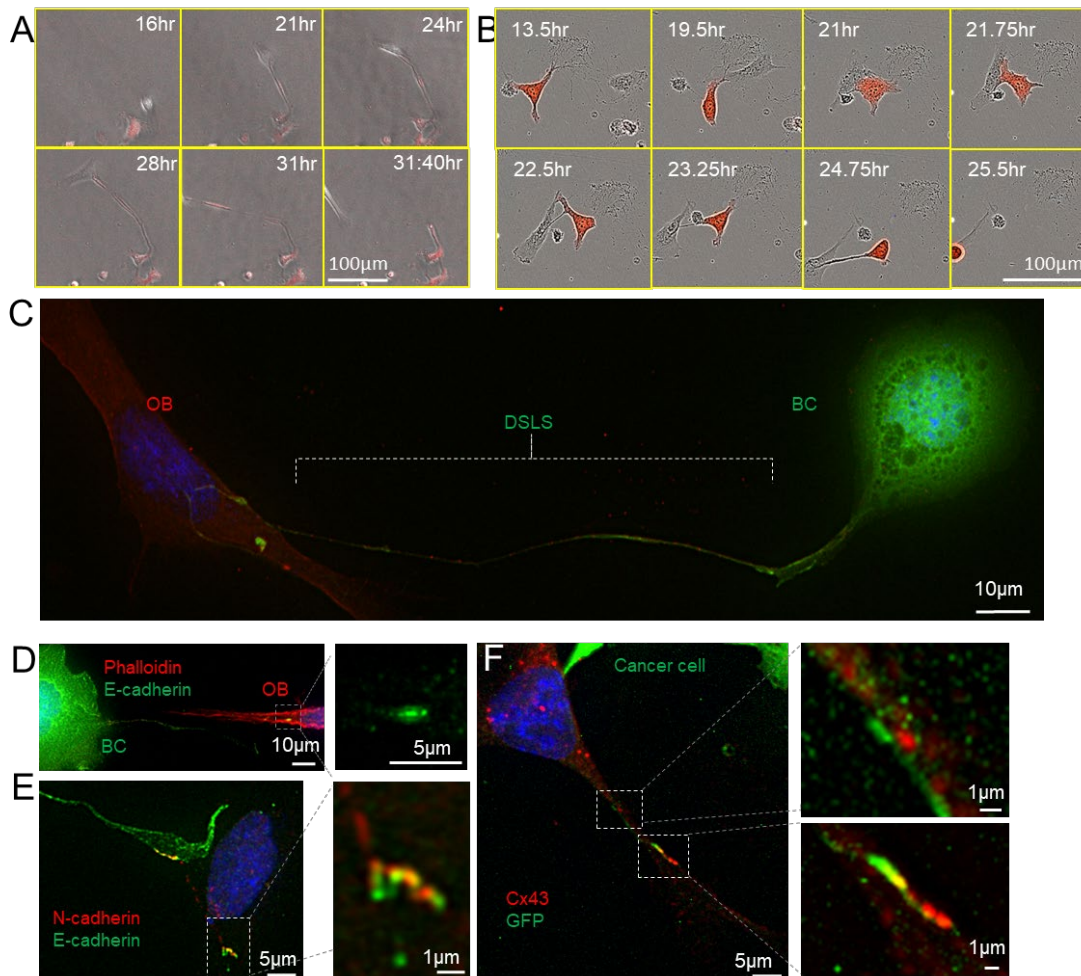 A
16hr
21hr
24hr
28hr
31hr
31:40hr
100µm
B
13.5hr
19.5hr
21hr
21.75hr
22.5hr
23.25hr
24.75hr
25.5hr
100µm
C
OB
DSLS
BC
10µm
D
Phalloidin
E-cadherin
OB
BC
10µm
5µm
E
N-cadherin
E-cadherin
5µm
1µm
F
Cancer cell
Cx43
GFP
5µm
1µm
1µm